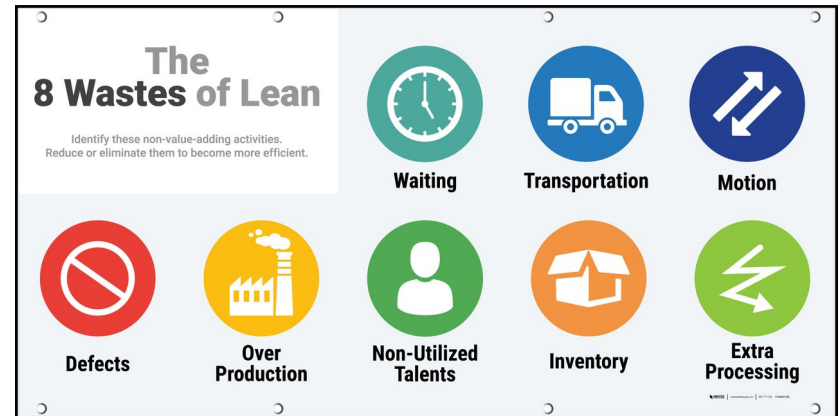 The
8 Wastes of Lean
Identify these non-value-adding activities.
Reduce or eliminate them to become more efficient.
Waiting
Transportation
Motion
Defects
Over
Production
Non-Utilized
Talents
Inventory
Extra
Processing